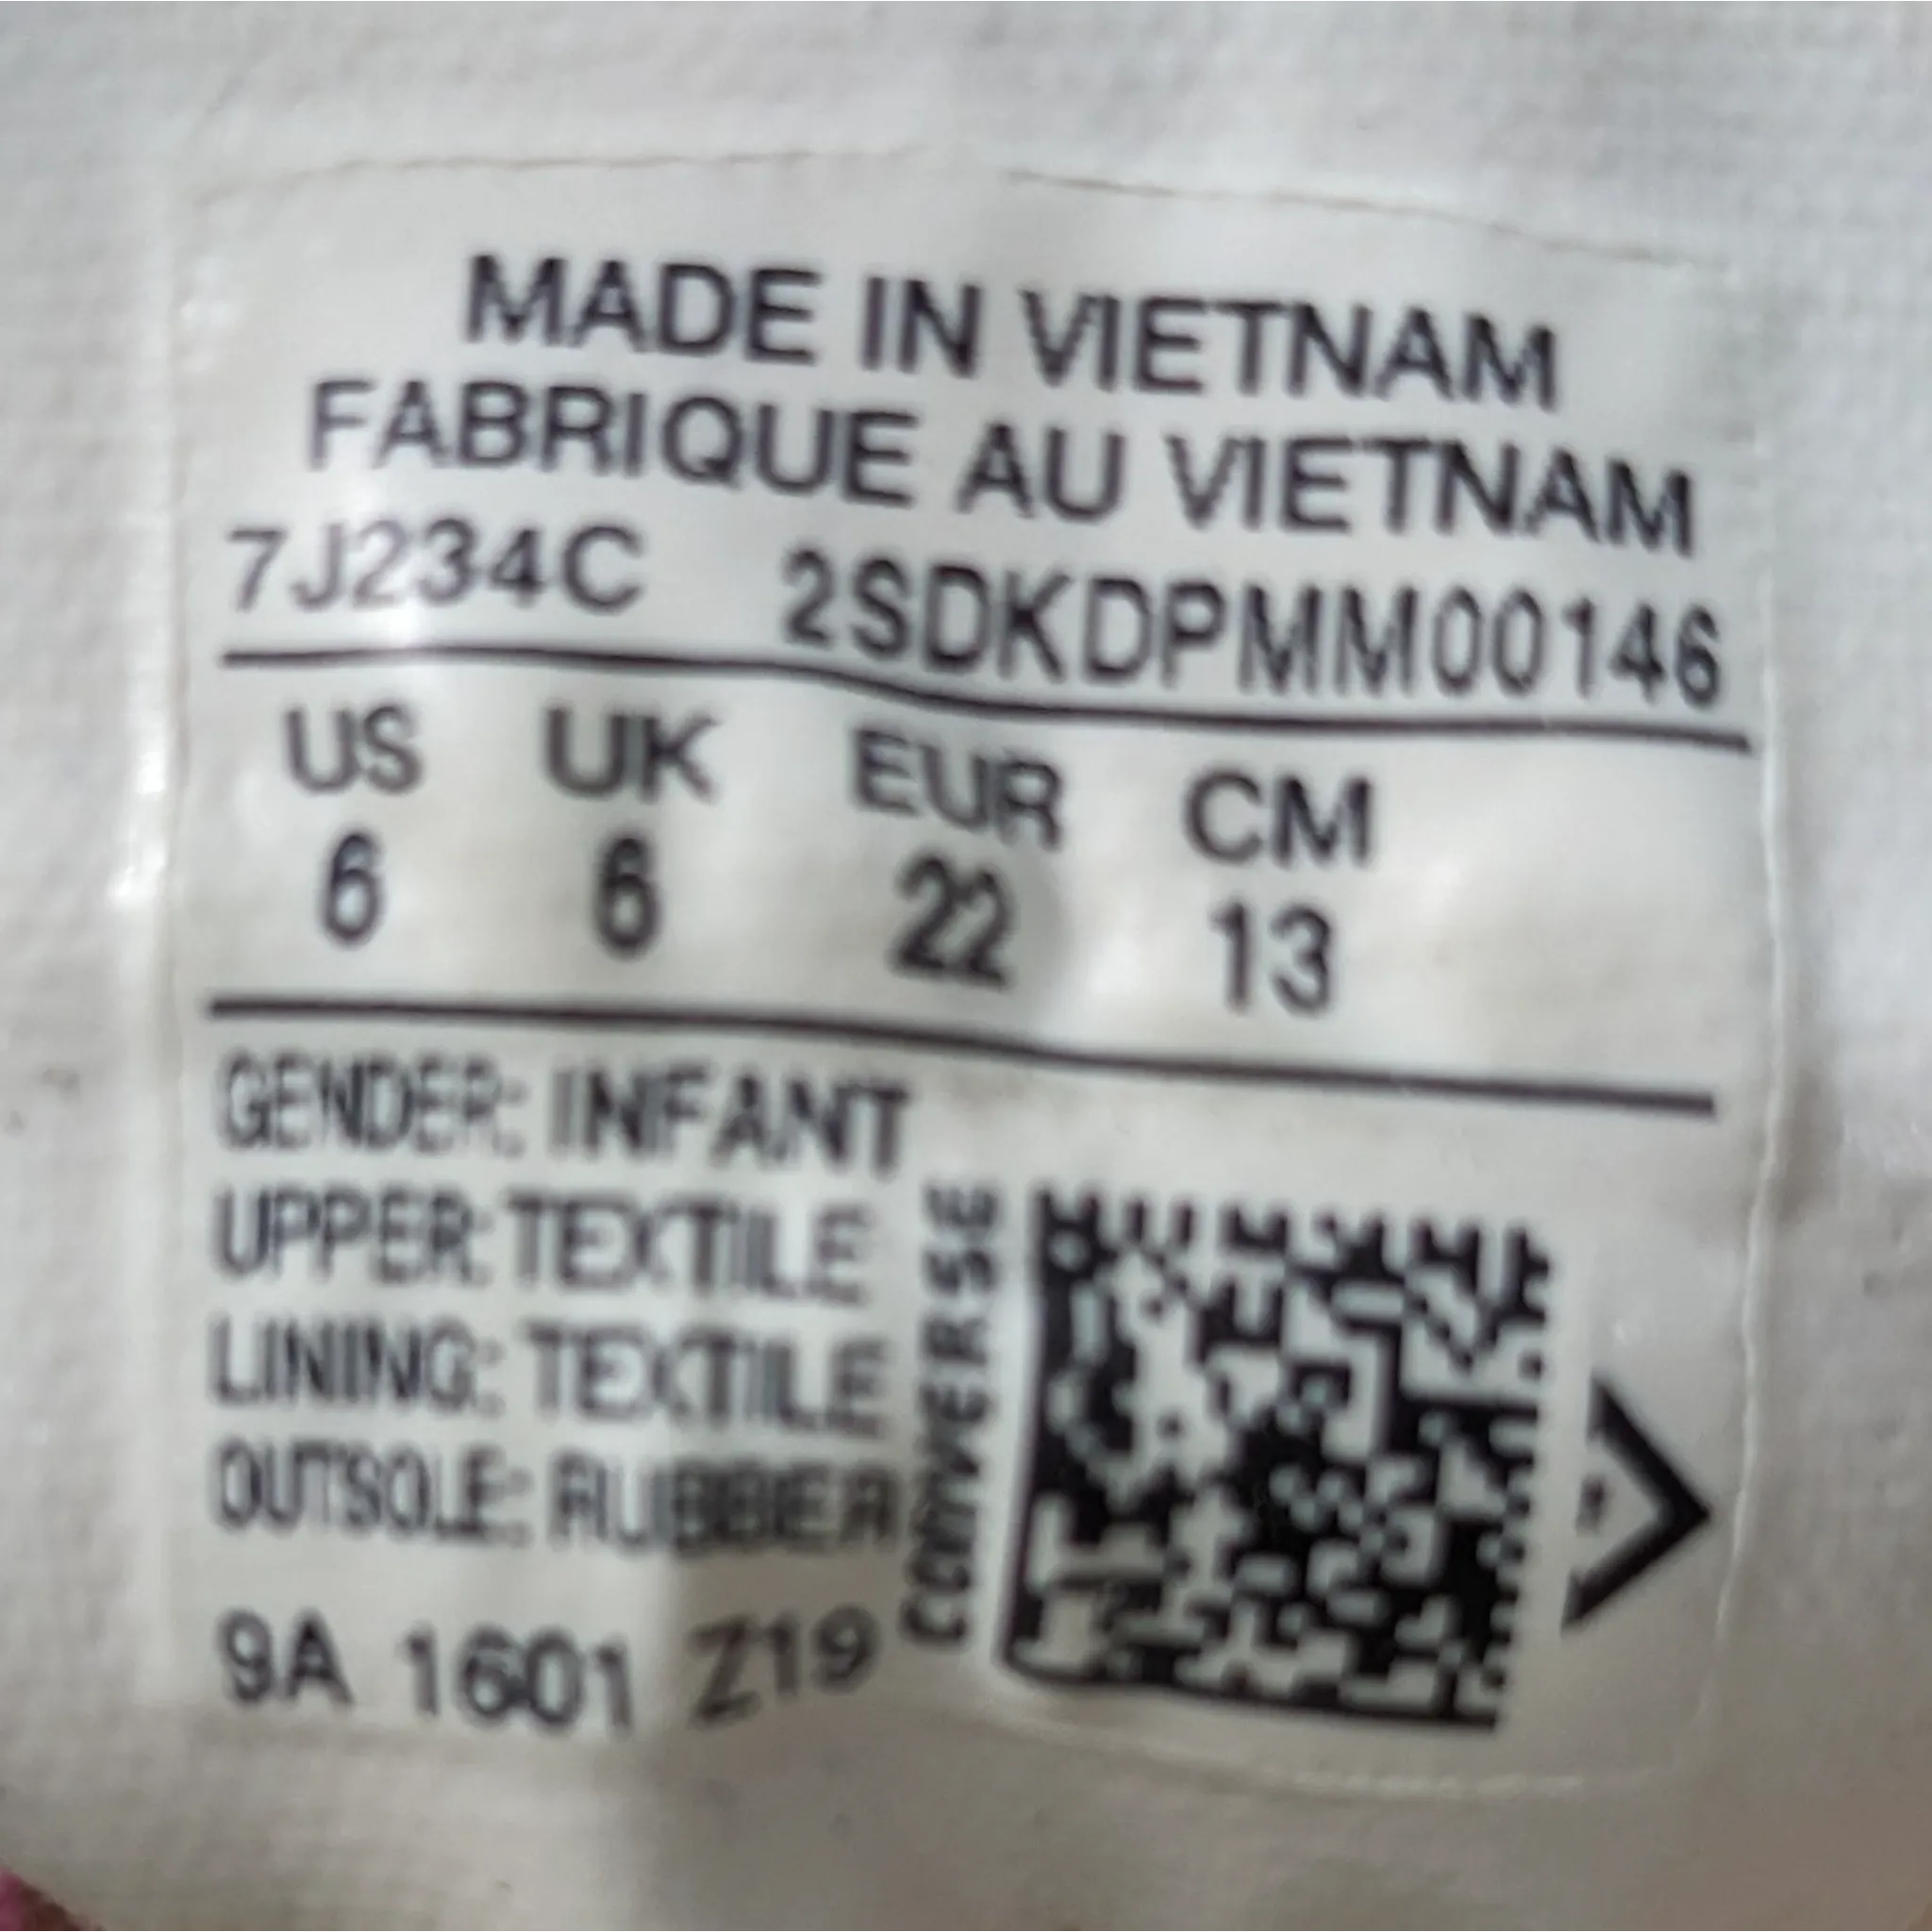 MADE IN VIETNAM
FABRIQUE AU VIETNAM
7J234C 2SDKDPMM00146
US UK EUR CM
6 6 22 13
GENDER: INFANT
UPPER: TEXTILE
LINING: TEXTILE
OUTSOLE: RUBBER
9A 1601 Z19
CONVERSE